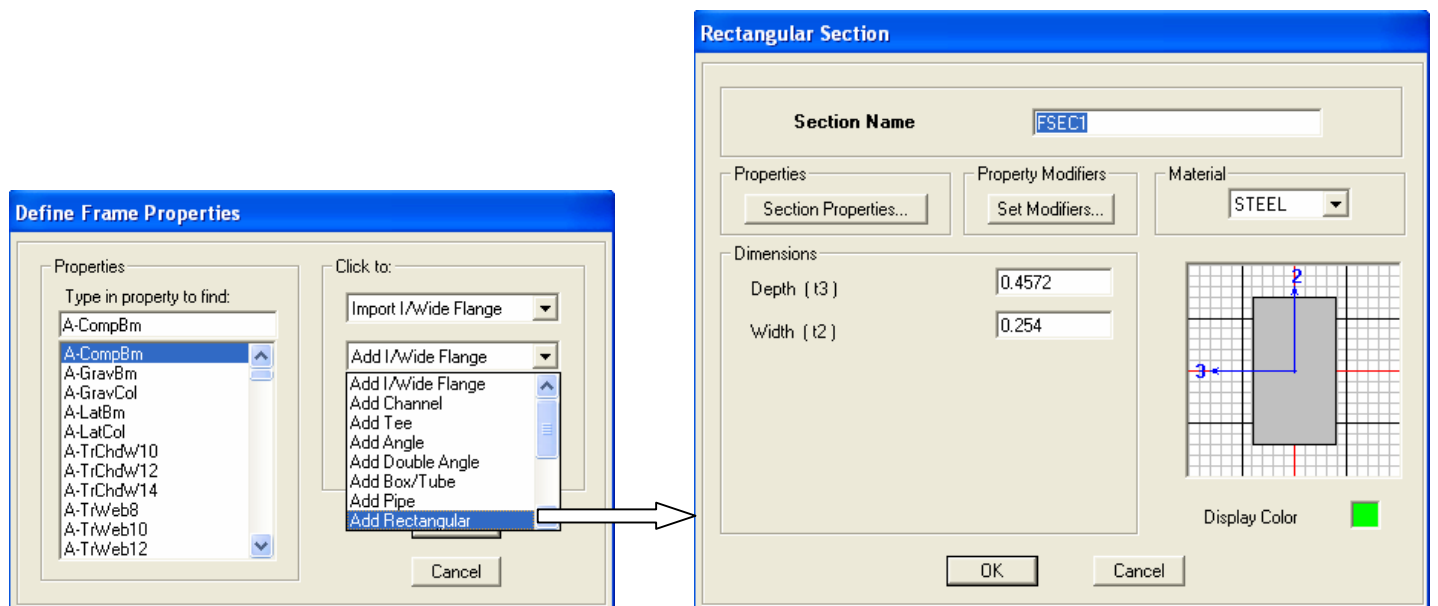 Define Frame Properties
Properties
Type in property to find:
A-CompBm
A-CompBm
A-GravBm
A-GravCol
A-LatBm
A-LatCol
A-TrChdW10
A-TrChdW12
A-TrChdW14
A-TrWeb8
A-TrWeb10
A-TrWeb12
Click to:
Import I/Wide Flange
Add I/Wide Flange
Add I/Wide Flange
Add Channel
Add Tee
Add Angle
Add Double Angle
Add Box/Tube
Add Pipe
Add Rectangular
Cancel
Rectangular Section
Section Name FSEC1
Properties
Section Properties...
Property Modifiers
Set Modifiers...
Material
STEEL
Dimensions
Depth ( t3 ) 0.4572
Width ( t2 ) 0.254
2
3
Display Color
OK Cancel